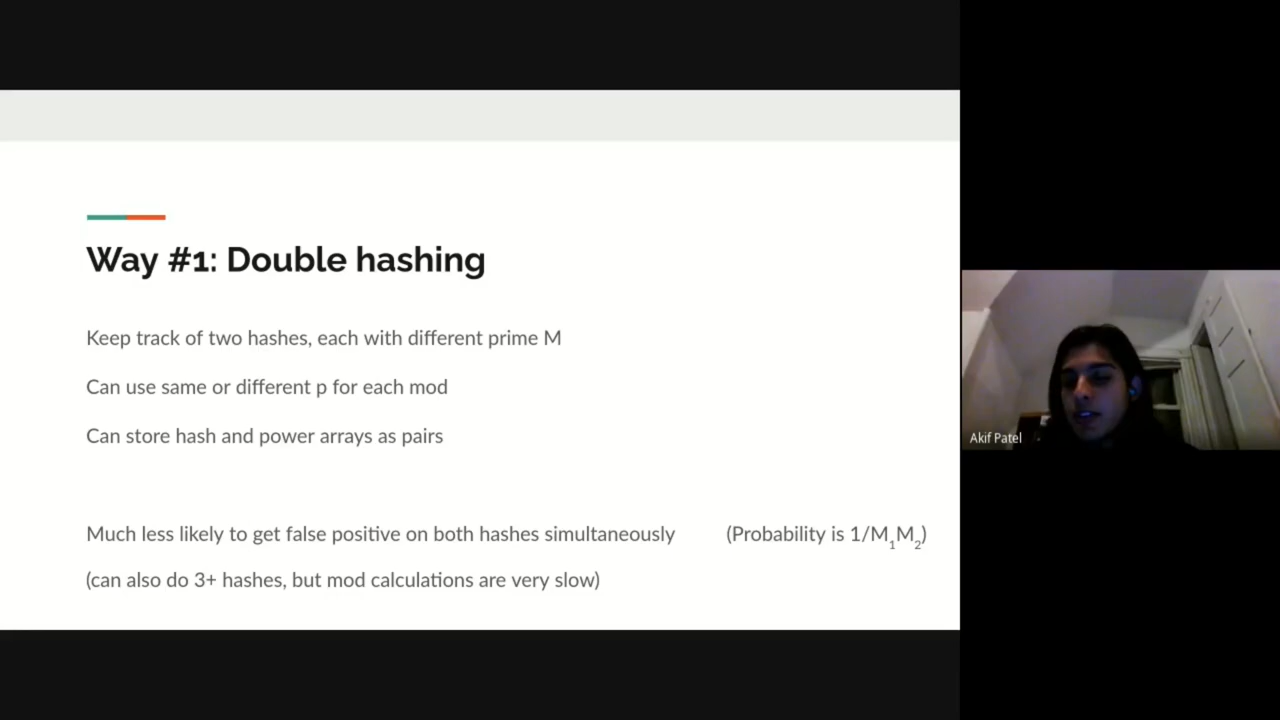 Way #1: Double hashing
Keep track of two hashes, each with different prime M
Can use same or different p for each mod
Can store hash and power arrays as pairs
Much less likely to get false positive on both hashes simultaneously (Probability is 1/M₁M₂)
(can also do 3+ hashes, but mod calculations are very slow)
Akif Patel